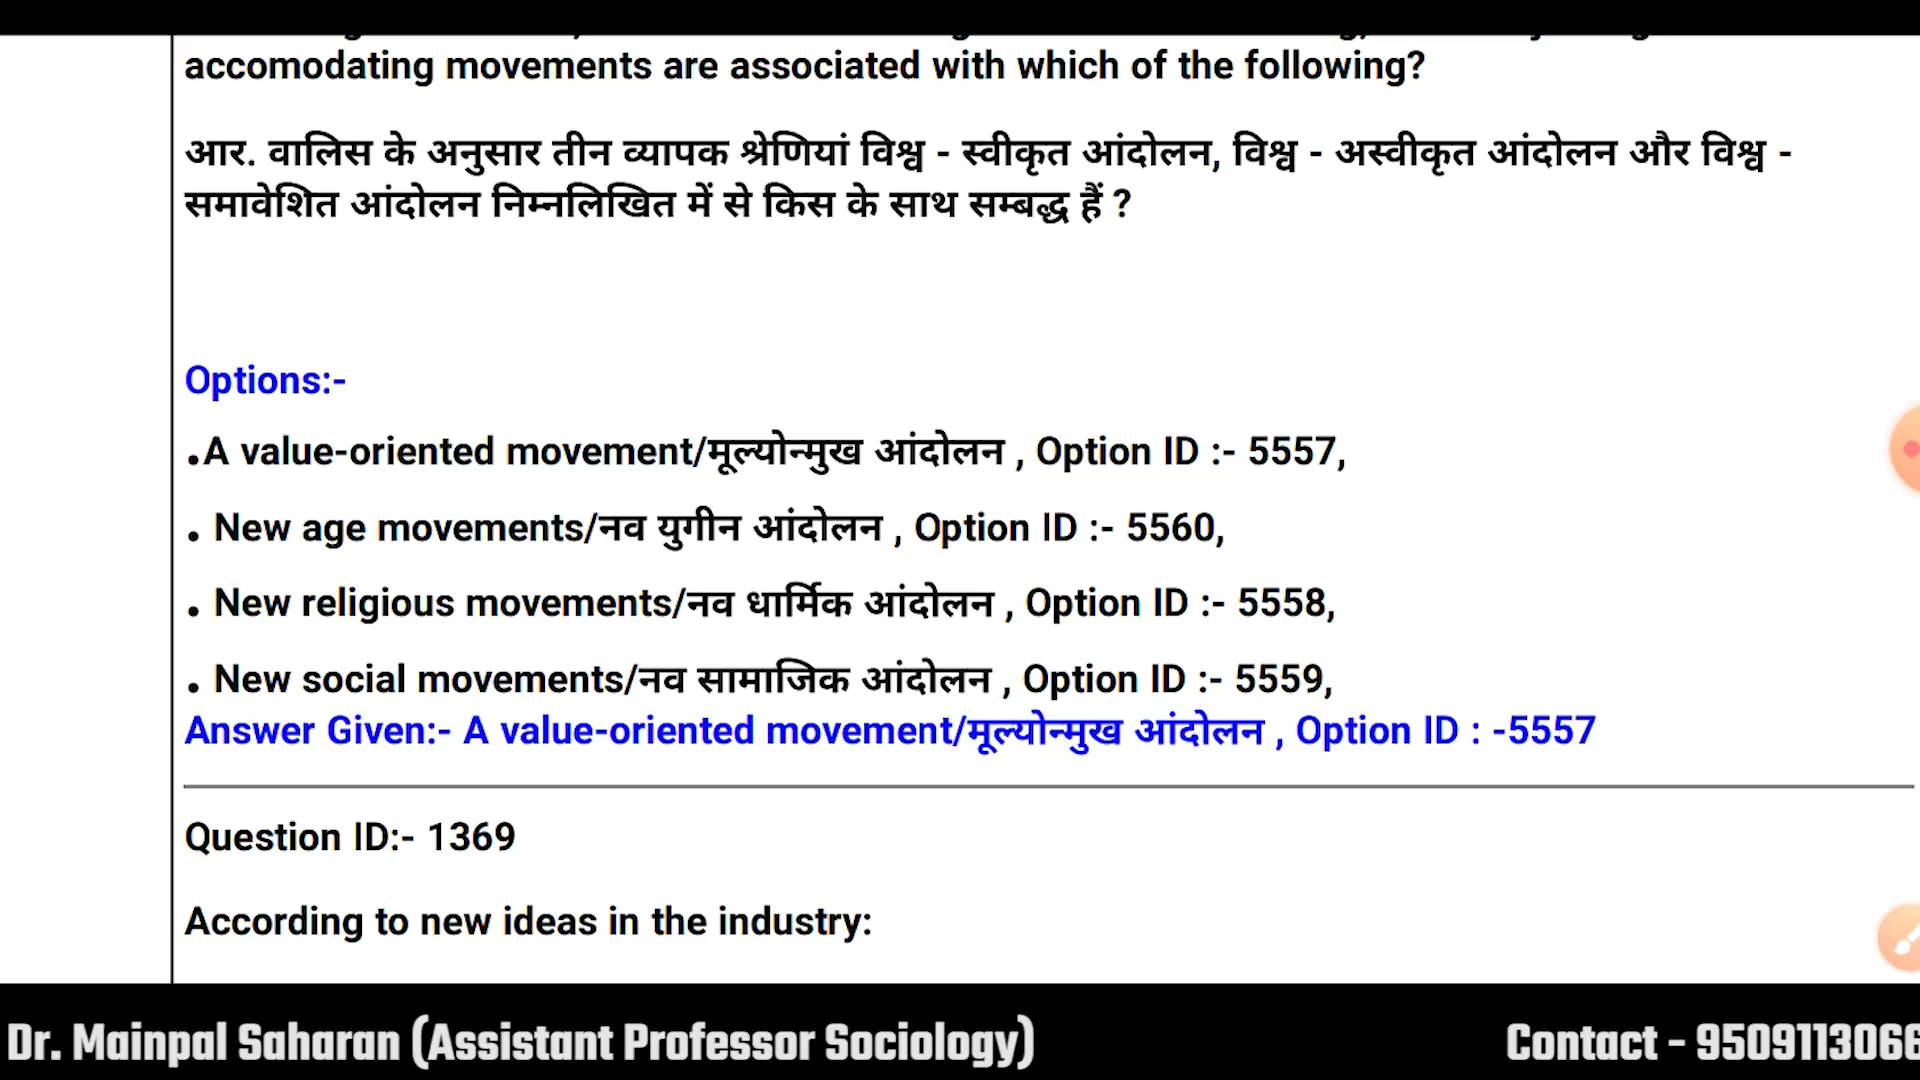 accomodating movements are associated with which of the following?
आर. वालिस के अनुसार तीन व्यापक श्रेणियां विश्व - स्वीकृत आंदोलन, विश्व - अस्वीकृत आंदोलन और विश्व -
समावेशित आंदोलन निम्नलिखित में से किस के साथ सम्बद्ध हैं ?
Options:-
.A value-oriented movement/मूल्योन्मुख आंदोलन , Option ID :- 5557,
. New age movements/नव युगीन आंदोलन , Option ID :- 5560,
. New religious movements/नव धार्मिक आंदोलन , Option ID :- 5558,
. New social movements/नव सामाजिक आंदोलन , Option ID :- 5559,
Answer Given:- A value-oriented movement/मूल्योन्मुख आंदोलन , Option ID : -5557
Question ID:- 1369
According to new ideas in the industry:
Dr. Mainpal Saharan (Assistant Professor Sociology)
Contact - 9509113066